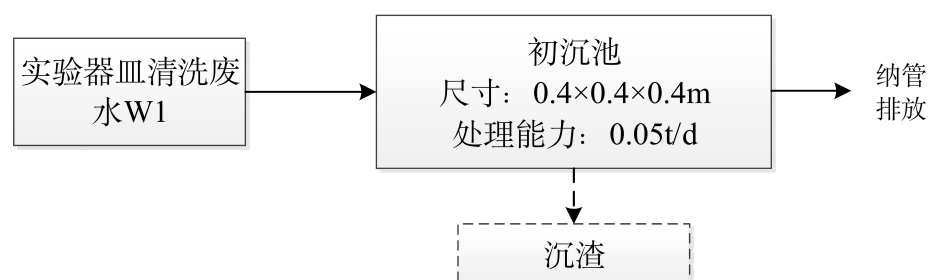 实验器皿清洗废
水W1
初沉池
尺寸：0.4×0.4×0.4m
处理能力：0.05t/d
纳管
排放
沉渣